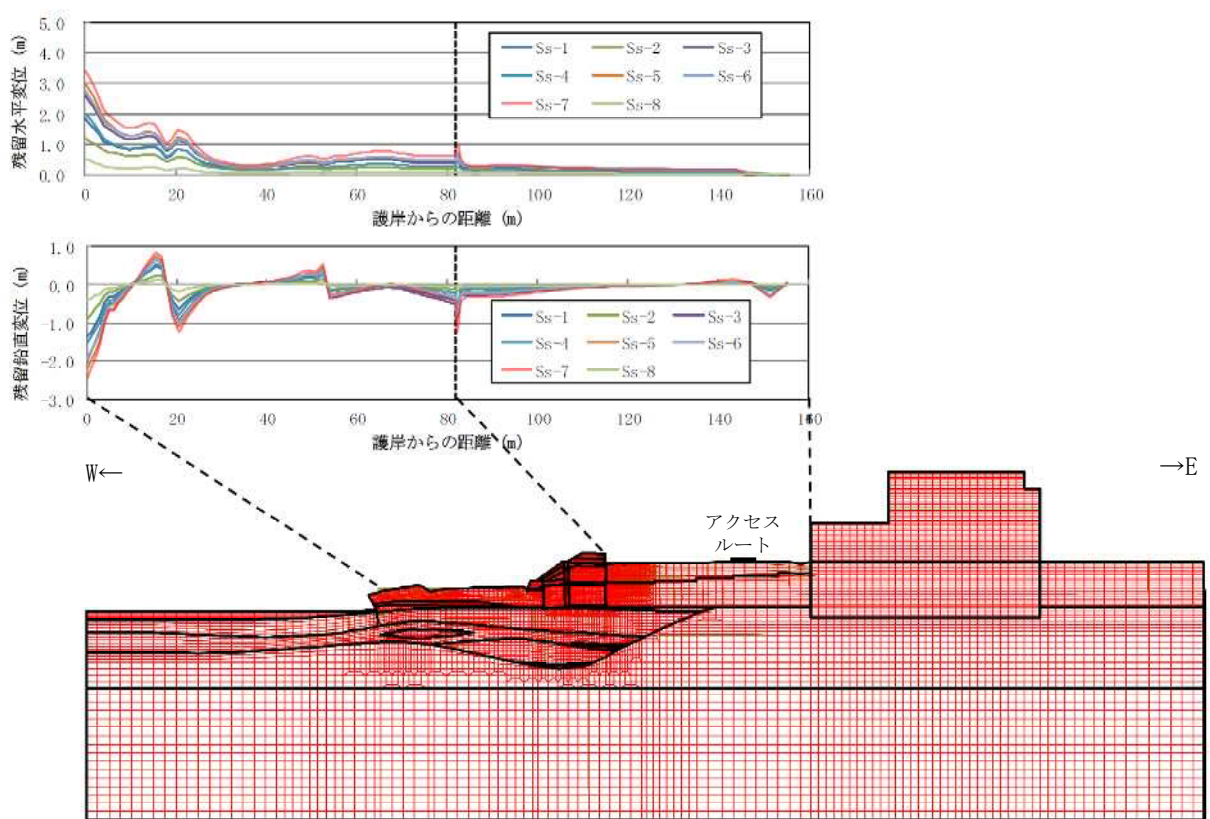 残留水平変位 (m)
5.0
4.0
3.0
2.0
1.0
0.0
Ss-1 Ss-2 Ss-3
Ss-4 Ss-5 Ss-6
Ss-7 Ss-8
0 20 40 60 80 100 120 140 160
護岸からの距離 (m)
残留鉛直変位 (m)
1.0
0.0
-1.0
-2.0
-3.0
Ss-1 Ss-2 Ss-3
Ss-4 Ss-5 Ss-6
Ss-7 Ss-8
0 20 40 60 80 100 120 140 160
護岸からの距離 (m)
W←
→E
アクセス
ルート